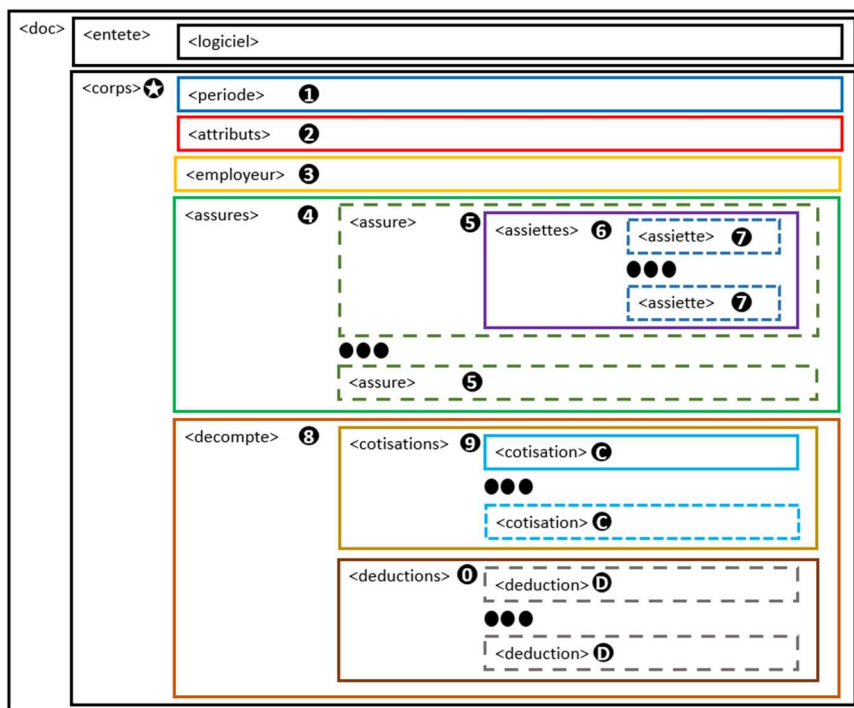 <doc> <entete> <logiciel>
<corps> ★
<periode> ❶
<attributs> ❷
<employeur> ❸
<assures> ❹ <assure> ❺ <assiettes> ❻ <assiette> ❼
●●●
<assiette> ❼
●●●
<assure> ❺
<decompte> ❽ <cotisations> ❾ <cotisation> C
●●●
<cotisation> C
<deductions> 0 <deduction> D
●●●
<deduction> D